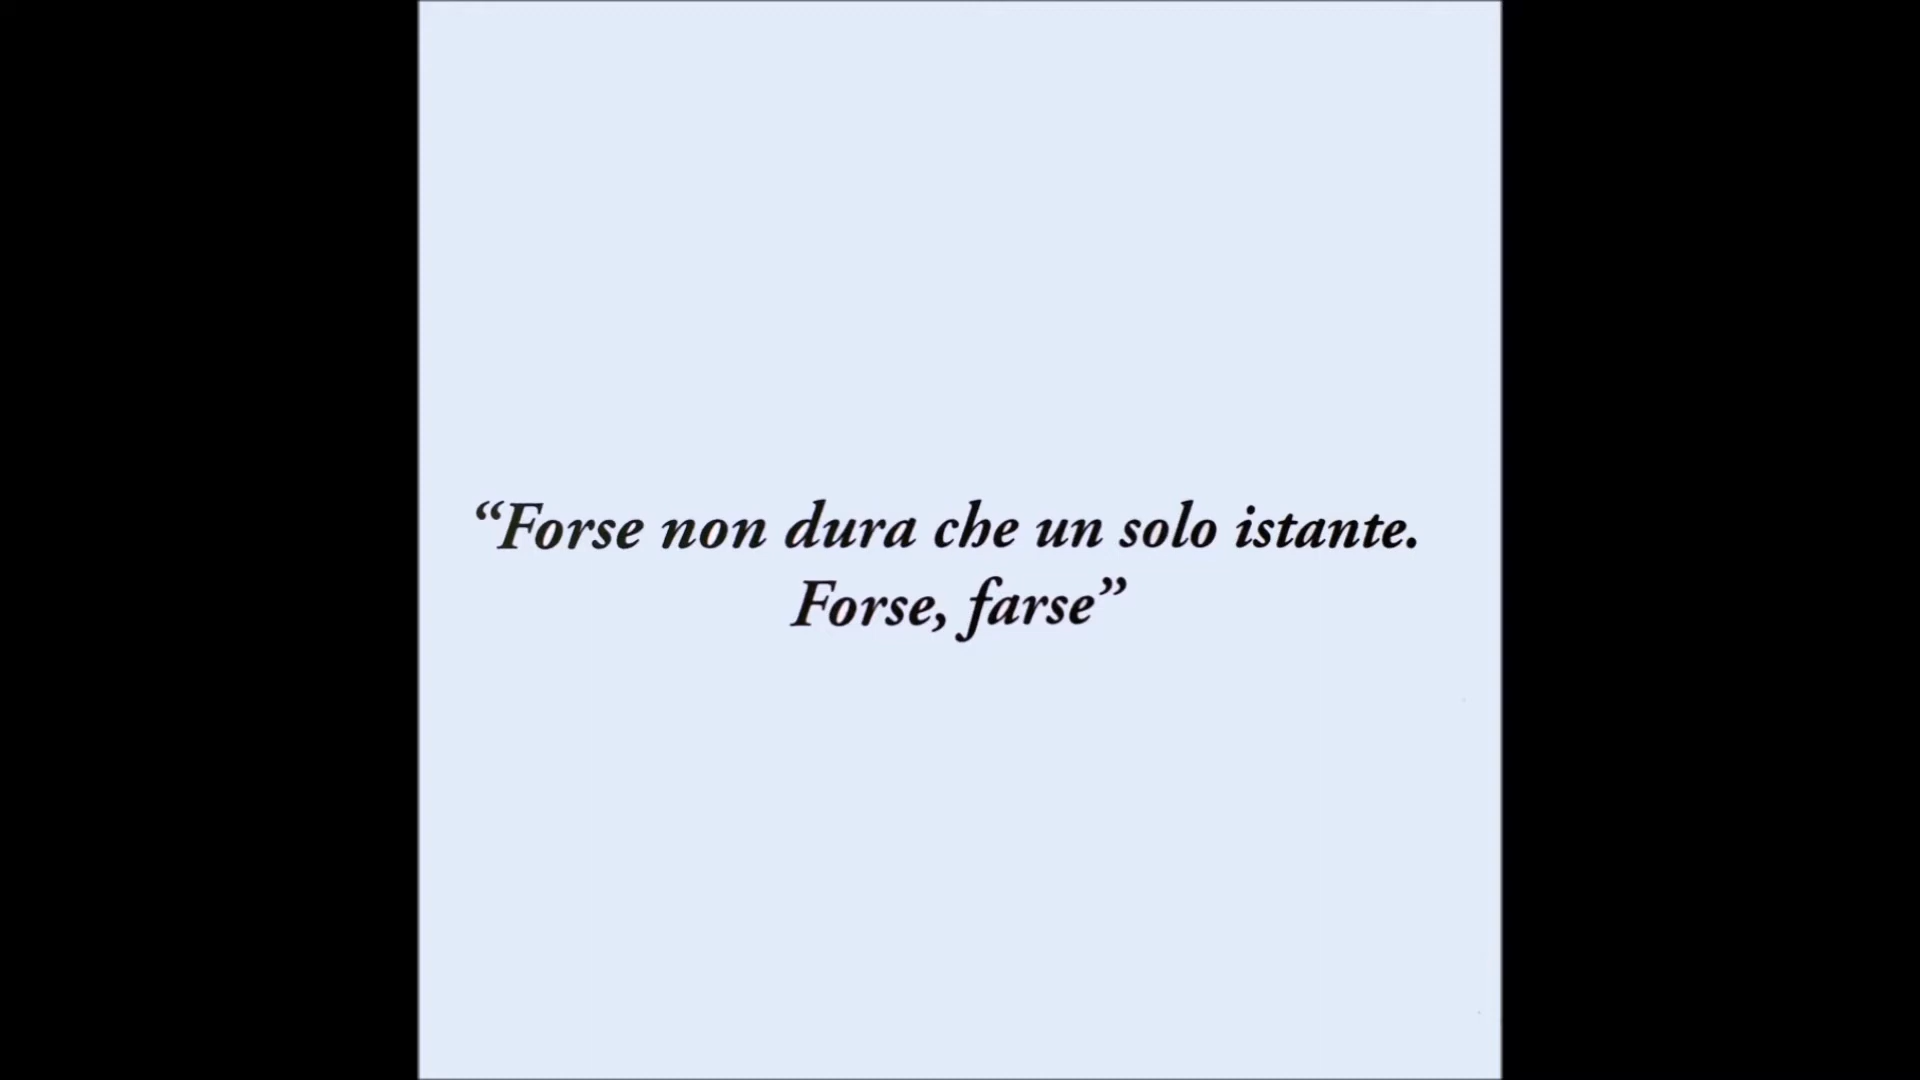 “Forse non dura che un solo istante.
Forse, farse”